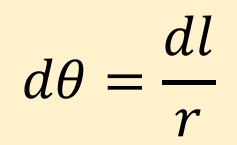 dθ = dl / r